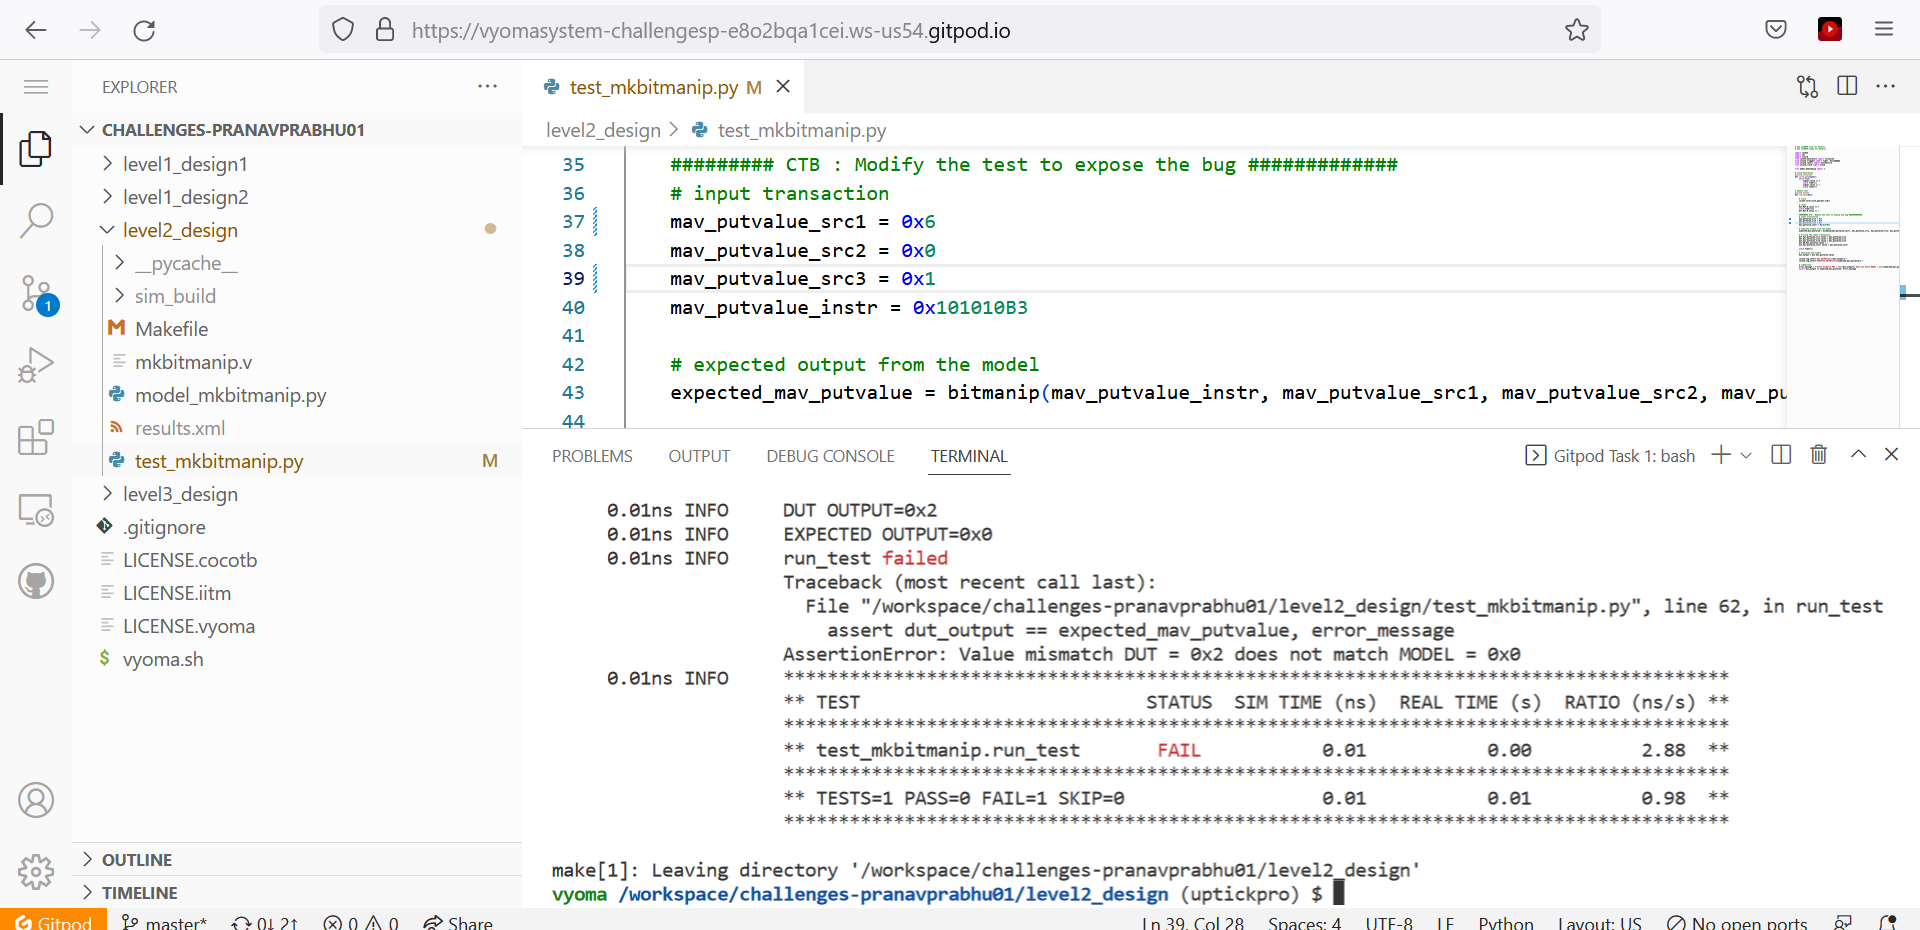 https://vyomasystem-challengesp-e8o2bqa1cei.ws-us54.gitpod.io
EXPLORER
CHALLENGES-PRANAVPRABHU01
level1_design1
level1_design2
level2_design
__pycache__
sim_build
Makefile
mkbitmanip.v
model_mkbitmanip.py
results.xml
test_mkbitmanip.py M
level3_design
.gitignore
LICENSE.cocotb
LICENSE.iitm
LICENSE.vyoma
vyoma.sh
OUTLINE
TIMELINE
1
test_mkbitmanip.py M
level2_design > test_mkbitmanip.py
35 ######### CTB : Modify the test to expose the bug #############
36 # input transaction
37 mav_putvalue_src1 = 0x6
38 mav_putvalue_src2 = 0x0
39 mav_putvalue_src3 = 0x1
40 mav_putvalue_instr = 0x101010B3
41
42 # expected output from the model
43 expected_mav_putvalue = bitmanip(mav_putvalue_instr, mav_putvalue_src1, mav_putvalue_src2, mav_pu
44
PROBLEMS OUTPUT DEBUG CONSOLE TERMINAL Gitpod Task 1: bash
0.01ns INFO DUT OUTPUT=0x2
0.01ns INFO EXPECTED OUTPUT=0x0
0.01ns INFO run_test failed
Traceback (most recent call last):
File "/workspace/challenges-pranavprabhu01/level2_design/test_mkbitmanip.py", line 62, in run_test
assert dut_output == expected_mav_putvalue, error_message
AssertionError: Value mismatch DUT = 0x2 does not match MODEL = 0x0
0.01ns INFO **************************************************************************************
** TEST STATUS SIM TIME (ns) REAL TIME (s) RATIO (ns/s) **
**************************************************************************************
** test_mkbitmanip.run_test FAIL 0.01 0.00 2.88 **
**************************************************************************************
** TESTS=1 PASS=0 FAIL=1 SKIP=0 0.01 0.01 0.98 **
**************************************************************************************
make[1]: Leaving directory '/workspace/challenges-pranavprabhu01/level2_design'
vyoma /workspace/challenges-pranavprabhu01/level2_design (uptickpro) $
Gitpod master* 0↓ 2↑ 0 0 Share Ln 39, Col 28 Spaces: 4 UTF-8 LF Python Layout: US No open ports